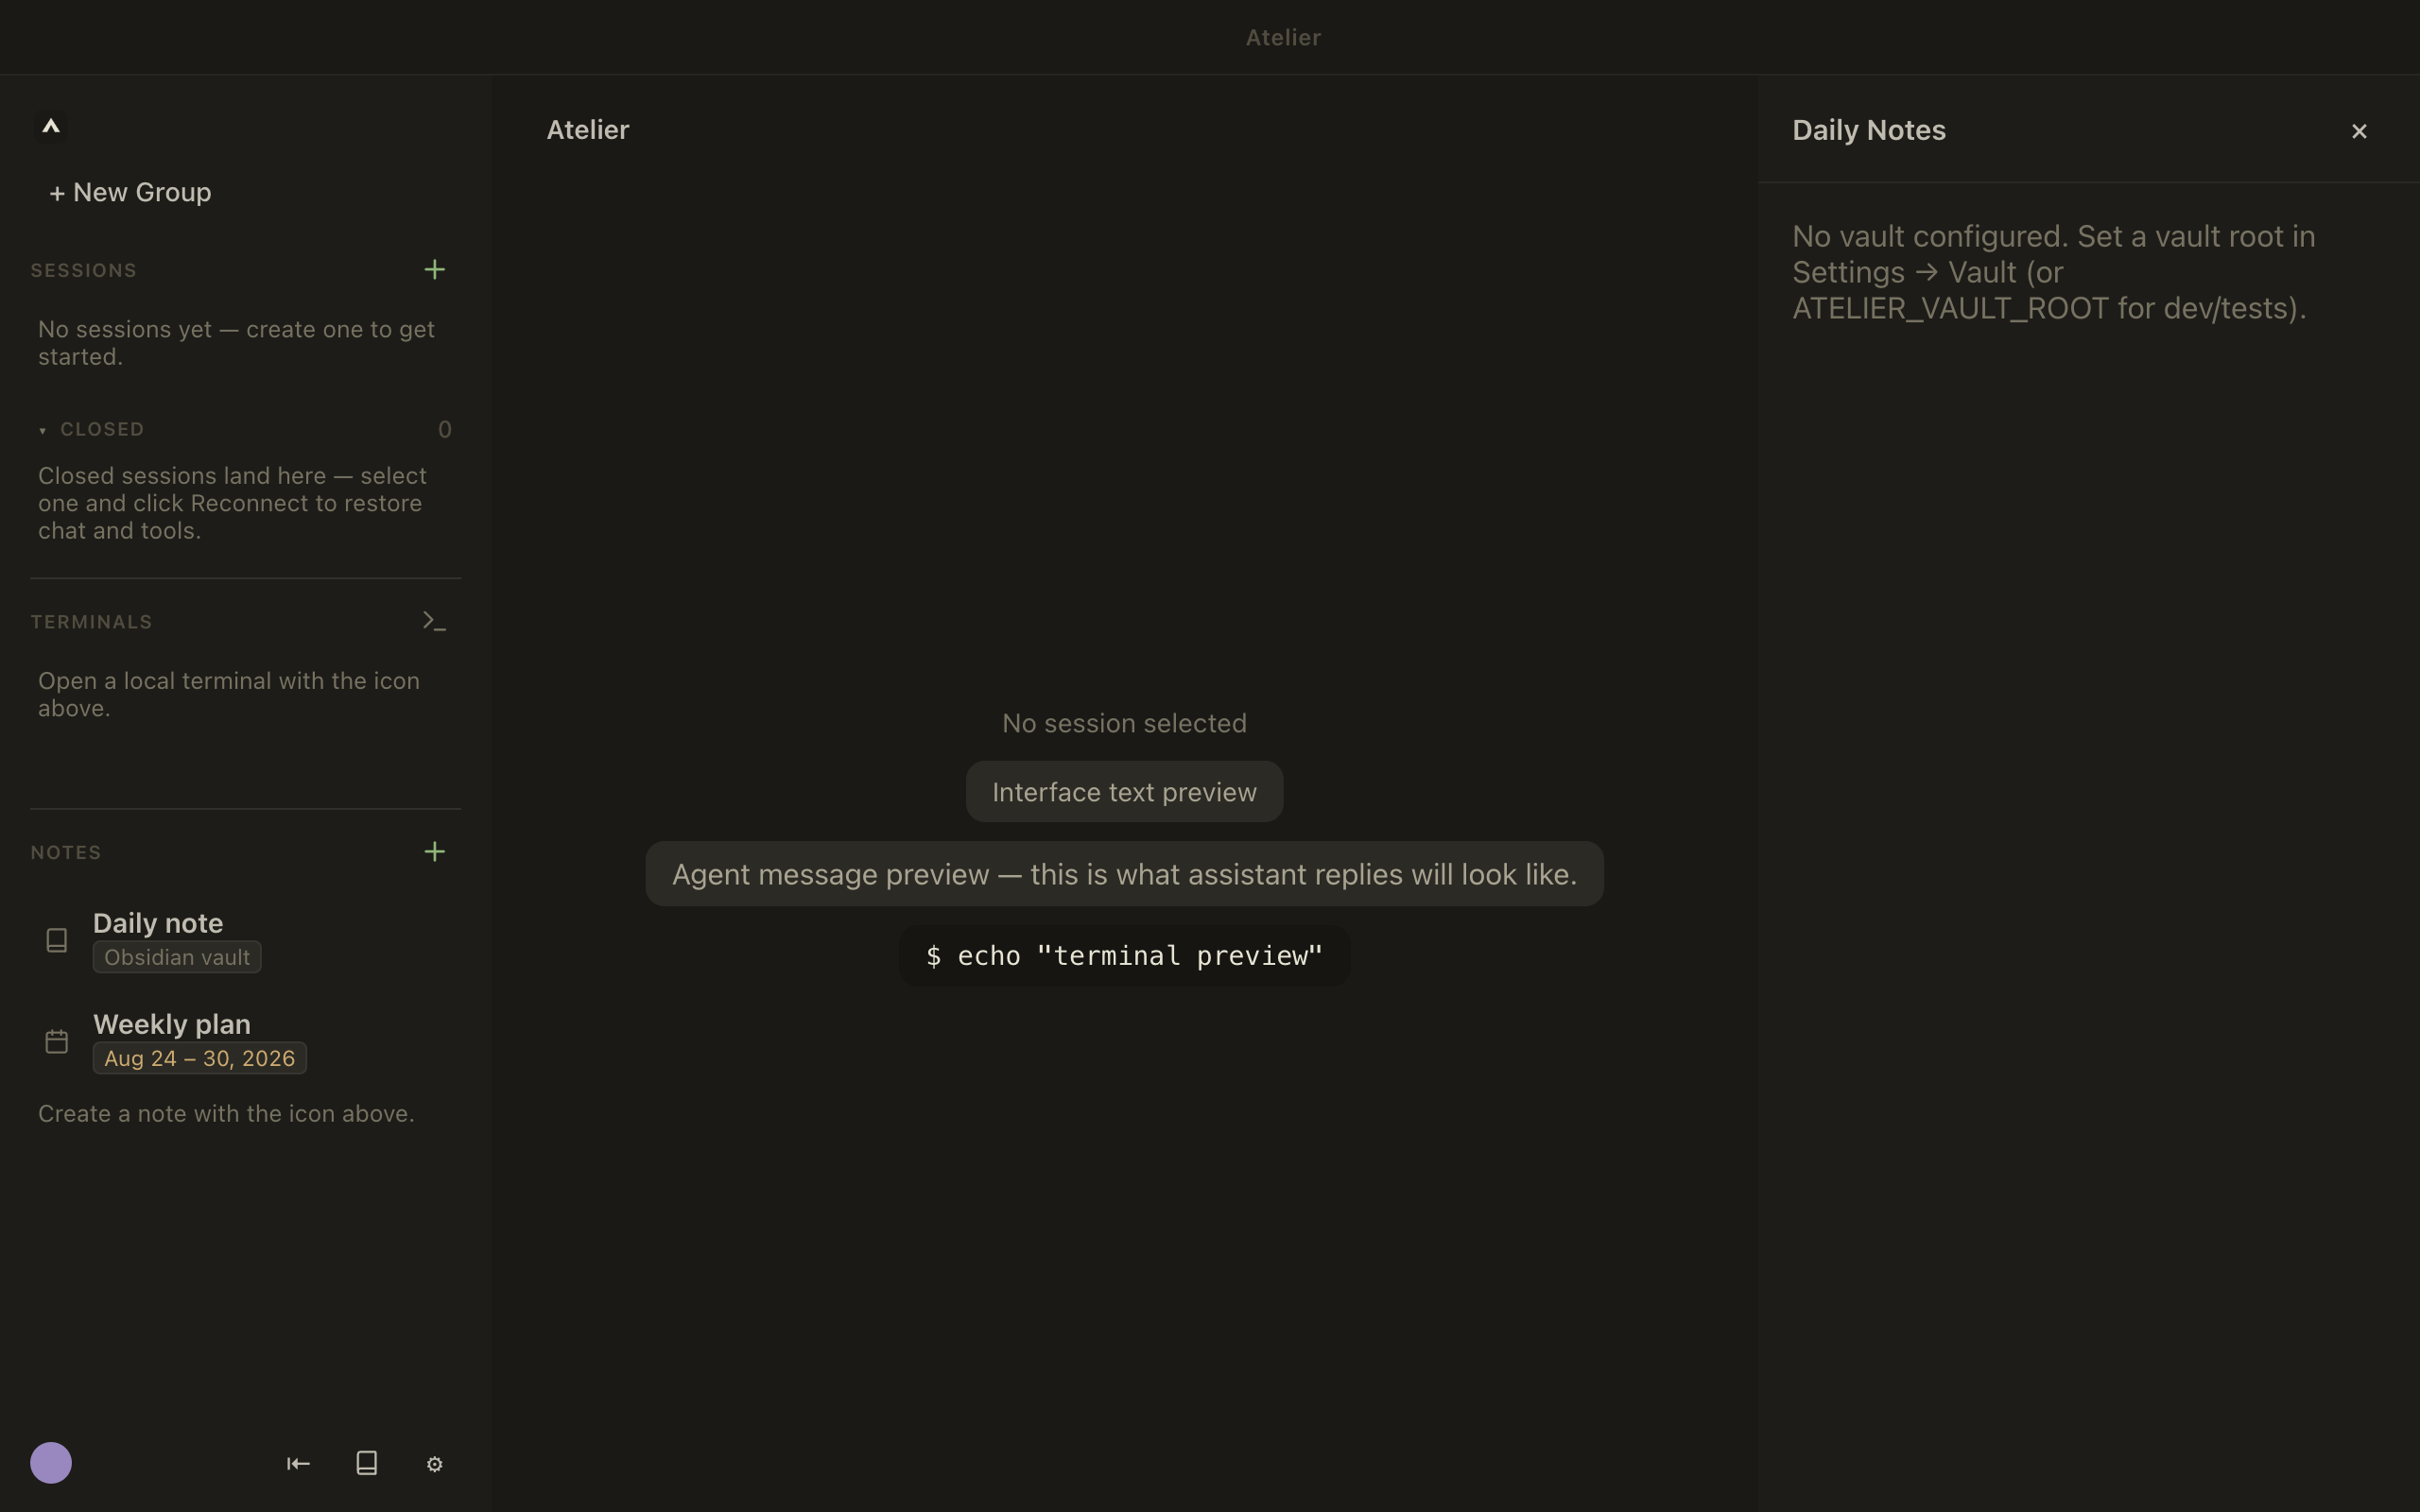 Atelier
+ New Group
SESSIONS
No sessions yet — create one to get
started.
CLOSED
0
Closed sessions land here — select
one and click Reconnect to restore
chat and tools.
TERMINALS
Open a local terminal with the icon
above.
NOTES
Daily note
Obsidian vault
Weekly plan
Aug 24 – 30, 2026
Create a note with the icon above.
Atelier
No session selected
Interface text preview
Agent message preview — this is what assistant replies will look like.
$ echo "terminal preview"
Daily Notes
No vault configured. Set a vault root in
Settings → Vault (or
ATELIER_VAULT_ROOT for dev/tests).